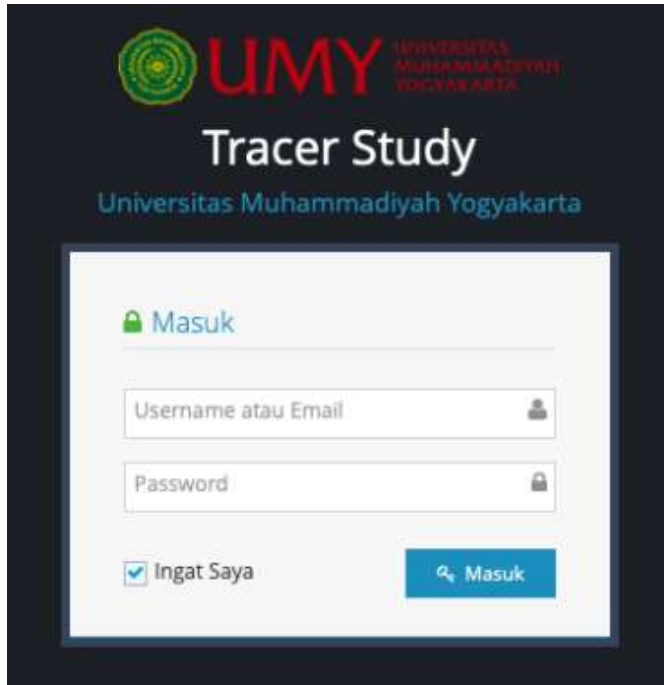 UMY
UNIVERSITAS
MUHAMMADIYAH
YOGYAKARTA
Tracer Study
Universitas Muhammadiyah Yogyakarta
Masuk
Username atau Email
Password
Ingat Saya
Masuk